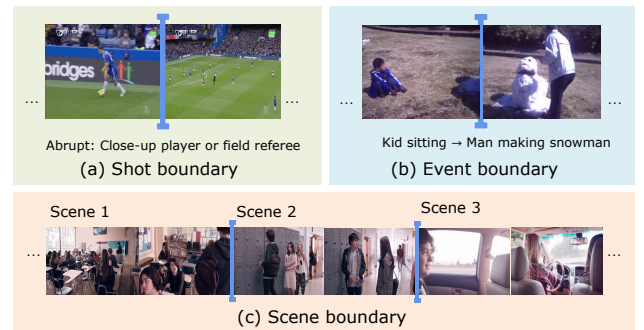 bridges
... ...
Abrupt: Close-up player or field referee
(a) Shot boundary
... ...
Kid sitting → Man making snowman
(b) Event boundary
Scene 1
Scene 2
Scene 3
... ...
(c) Scene boundary